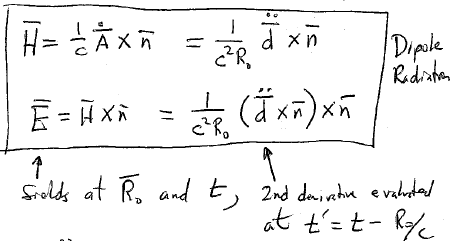 H̄ = 1/c Ǡ × n̄ = 1/(c²R₀) d̈̄ × n̄
Dipole
Radiation
Ē = H̄ × n̄ = 1/(c²R₀) (d̈̄ × n̄) × n̄
fields at R̄₀ and t, 2nd derivative evaluated
at t' = t - R₀/c